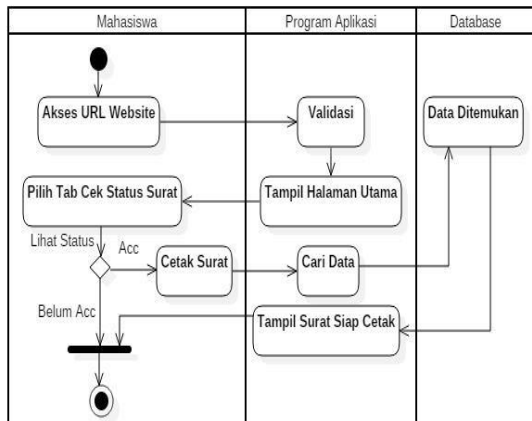 Mahasiswa
Program Aplikasi
Database
Akses URL Website
Validasi
Data Ditemukan
Pilih Tab Cek Status Surat
Tampil Halaman Utama
Lihat Status
Acc
Cetak Surat
Cari Data
Belum Acc
Tampil Surat Siap Cetak